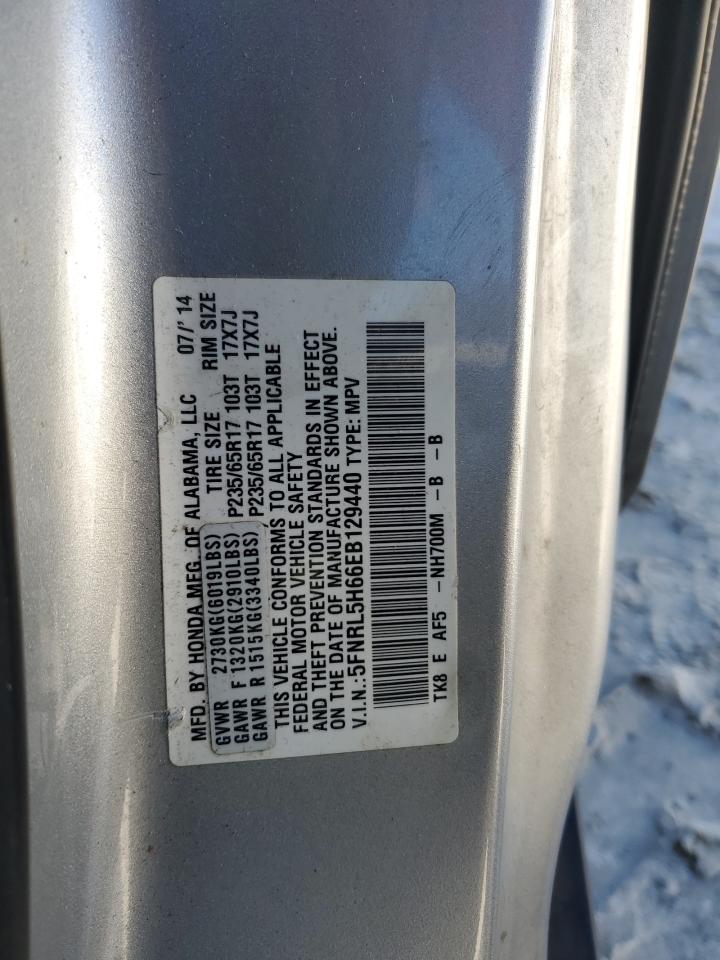 MFD. BY HONDA MFG. OF ALABAMA, LLC 07/'14
TIRE SIZE RIM SIZE
GVWR 2730KG(6019LBS)
GAWR F 1320KG(2910LBS) P235/65R17 103T 17X7J
GAWR R 1515KG(3340LBS) P235/65R17 103T 17X7J
THIS VEHICLE CONFORMS TO ALL APPLICABLE
FEDERAL MOTOR VEHICLE SAFETY
AND THEFT PREVENTION STANDARDS IN EFFECT
ON THE DATE OF MANUFACTURE SHOWN ABOVE.
V.I.N.:5FNRL5H66EB129440 TYPE: MPV
TK8 E AF5 -NH700M -B -B